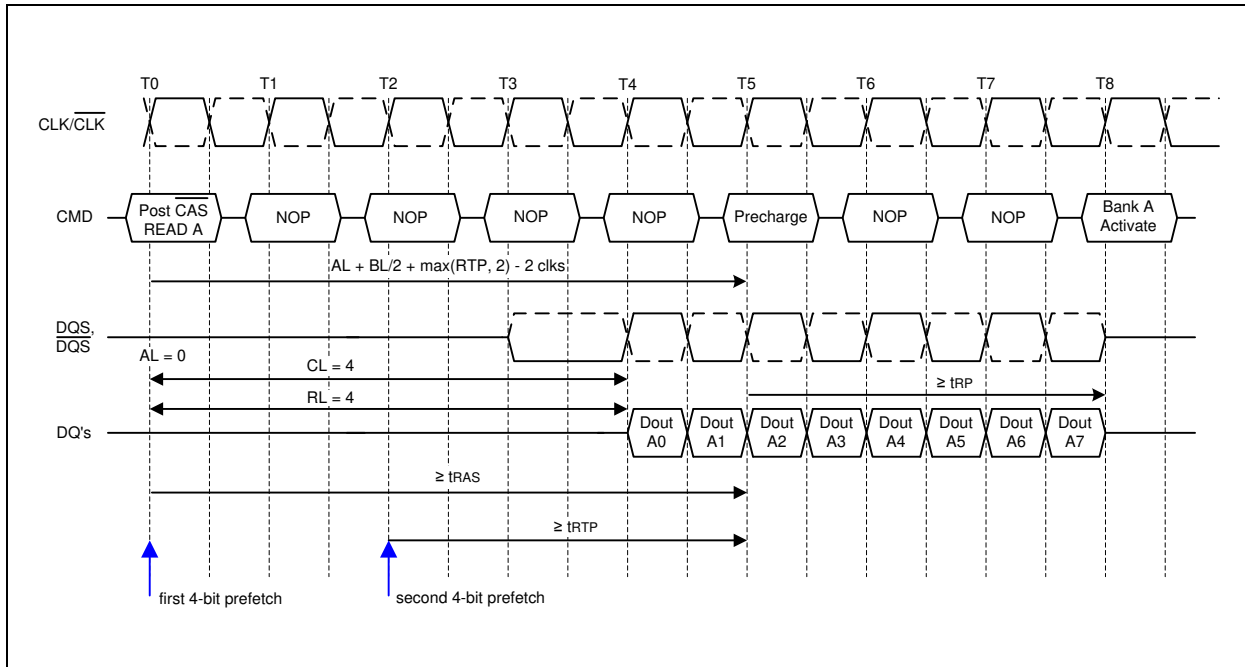 T0 T1 T2 T3 T4 T5 T6 T7 T8
CLK/CLK
CMD
Post CAS
READ A
NOP
NOP
NOP
NOP
Precharge
NOP
NOP
Bank A
Activate
AL + BL/2 + max(RTP, 2) - 2 clks
DQS,
DQS
AL = 0
CL = 4
≥ tRP
RL = 4
DQ's
Dout
A0
Dout
A1
Dout
A2
Dout
A3
Dout
A4
Dout
A5
Dout
A6
Dout
A7
≥ tRAS
≥ tRTP
first 4-bit prefetch
second 4-bit prefetch